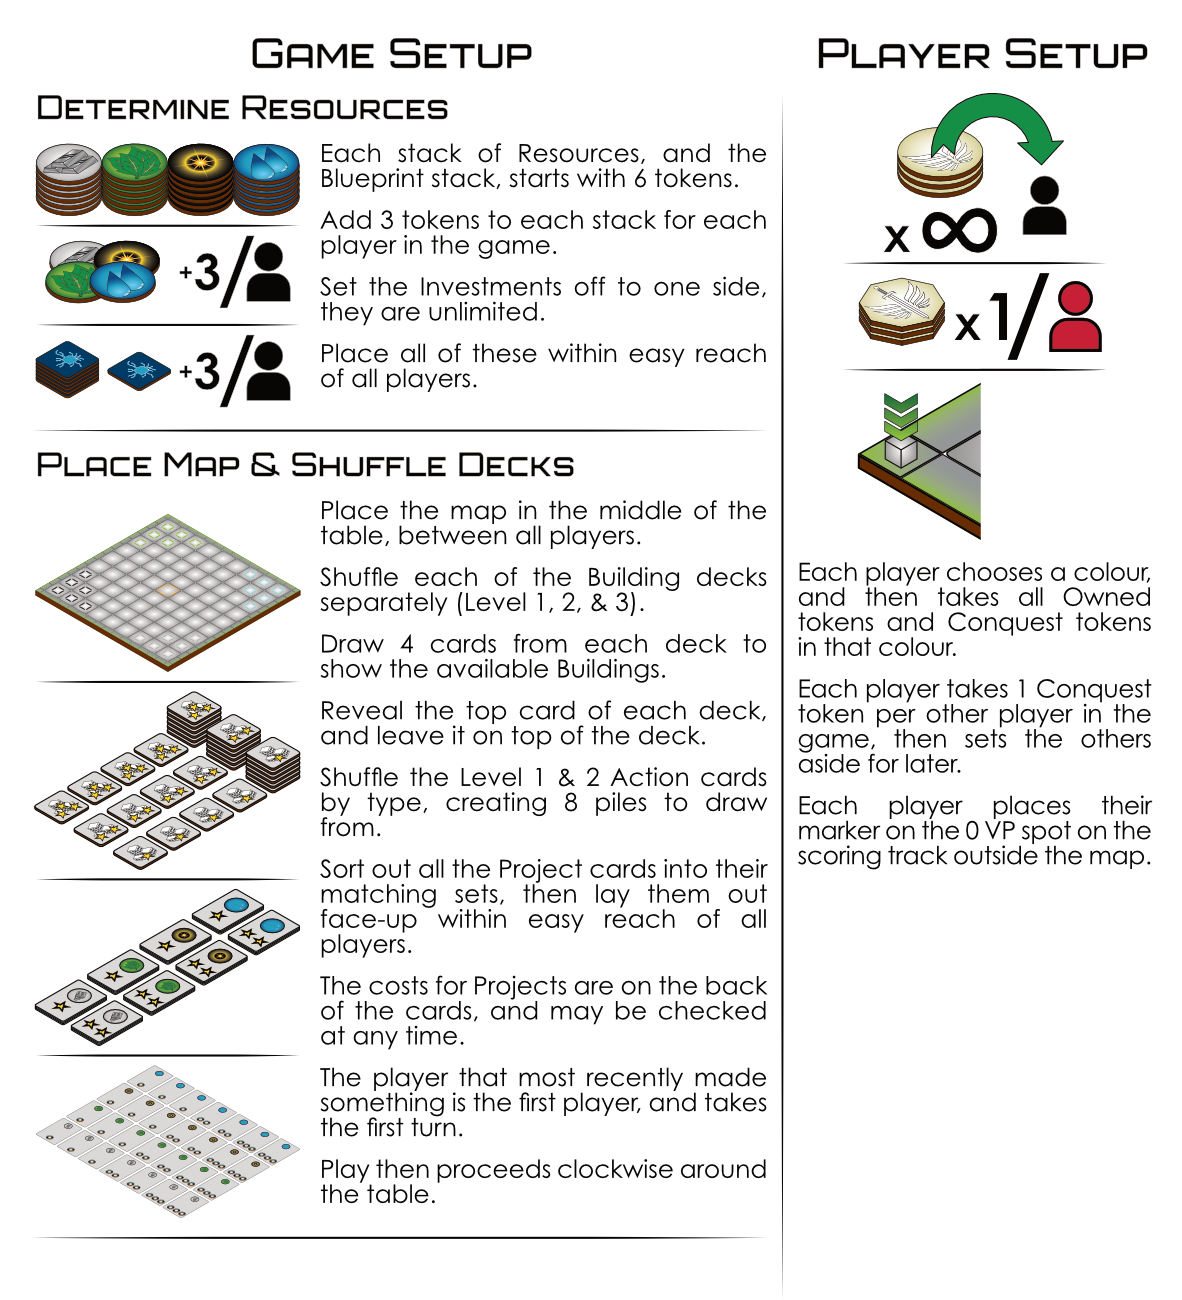 GAME SETUP
DETERMINE RESOURCES
Each stack of Resources, and the
Blueprint stack, starts with 6 tokens.
Add 3 tokens to each stack for each
player in the game.
Set the Investments off to one side,
they are unlimited.
Place all of these within easy reach
of all players.
+3/
+3/
PLACE MAP & SHUFFLE DECKS
Place the map in the middle of the
table, between all players.
Shuffle each of the Building decks
separately (Level 1, 2, & 3).
Draw 4 cards from each deck to
show the available Buildings.
Reveal the top card of each deck,
and leave it on top of the deck.
Shuffle the Level 1 & 2 Action cards
by type, creating 8 piles to draw
from.
Sort out all the Project cards into their
matching sets, then lay them out
face-up within easy reach of all
players.
The costs for Projects are on the back
of the cards, and may be checked
at any time.
The player that most recently made
something is the first player, and takes
the first turn.
Play then proceeds clockwise around
the table.
PLAYER SETUP
x ∞
x 1/
Each player chooses a colour,
and then takes all Owned
tokens and Conquest tokens
in that colour.
Each player takes 1 Conquest
token per other player in the
game, then sets the others
aside for later.
Each player places their
marker on the 0 VP spot on the
scoring track outside the map.